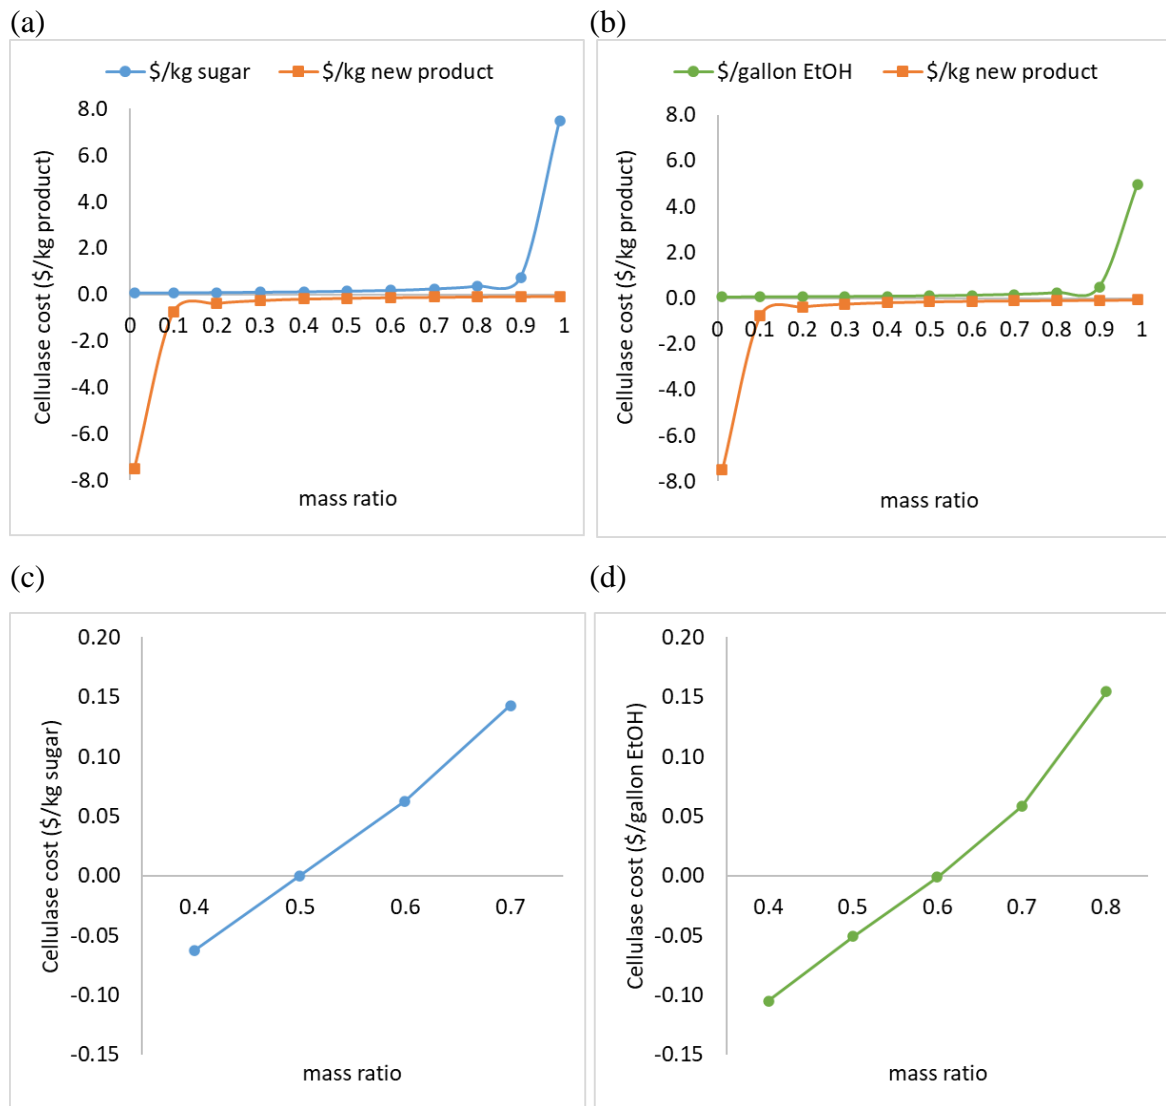 (a)
$/kg sugar $/kg new product
Cellulase cost ($/kg product)
8.0
6.0
4.0
2.0
0.0
-2.0
-4.0
-6.0
-8.0
0 0.1 0.2 0.3 0.4 0.5 0.6 0.7 0.8 0.9 1
mass ratio
(b)
$/gallon EtOH $/kg new product
Cellulase cost ($/kg product)
8.0
6.0
4.0
2.0
0.0
-2.0
-4.0
-6.0
-8.0
0 0.1 0.2 0.3 0.4 0.5 0.6 0.7 0.8 0.9 1
mass ratio
(c)
Cellulase cost ($/kg sugar)
0.20
0.15
0.10
0.05
0.00
-0.05
-0.10
-0.15
0.4 0.5 0.6 0.7
mass ratio
(d)
Cellulase cost ($/gallon EtOH)
0.20
0.15
0.10
0.05
0.00
-0.05
-0.10
-0.15
0.4 0.5 0.6 0.7 0.8
mass ratio